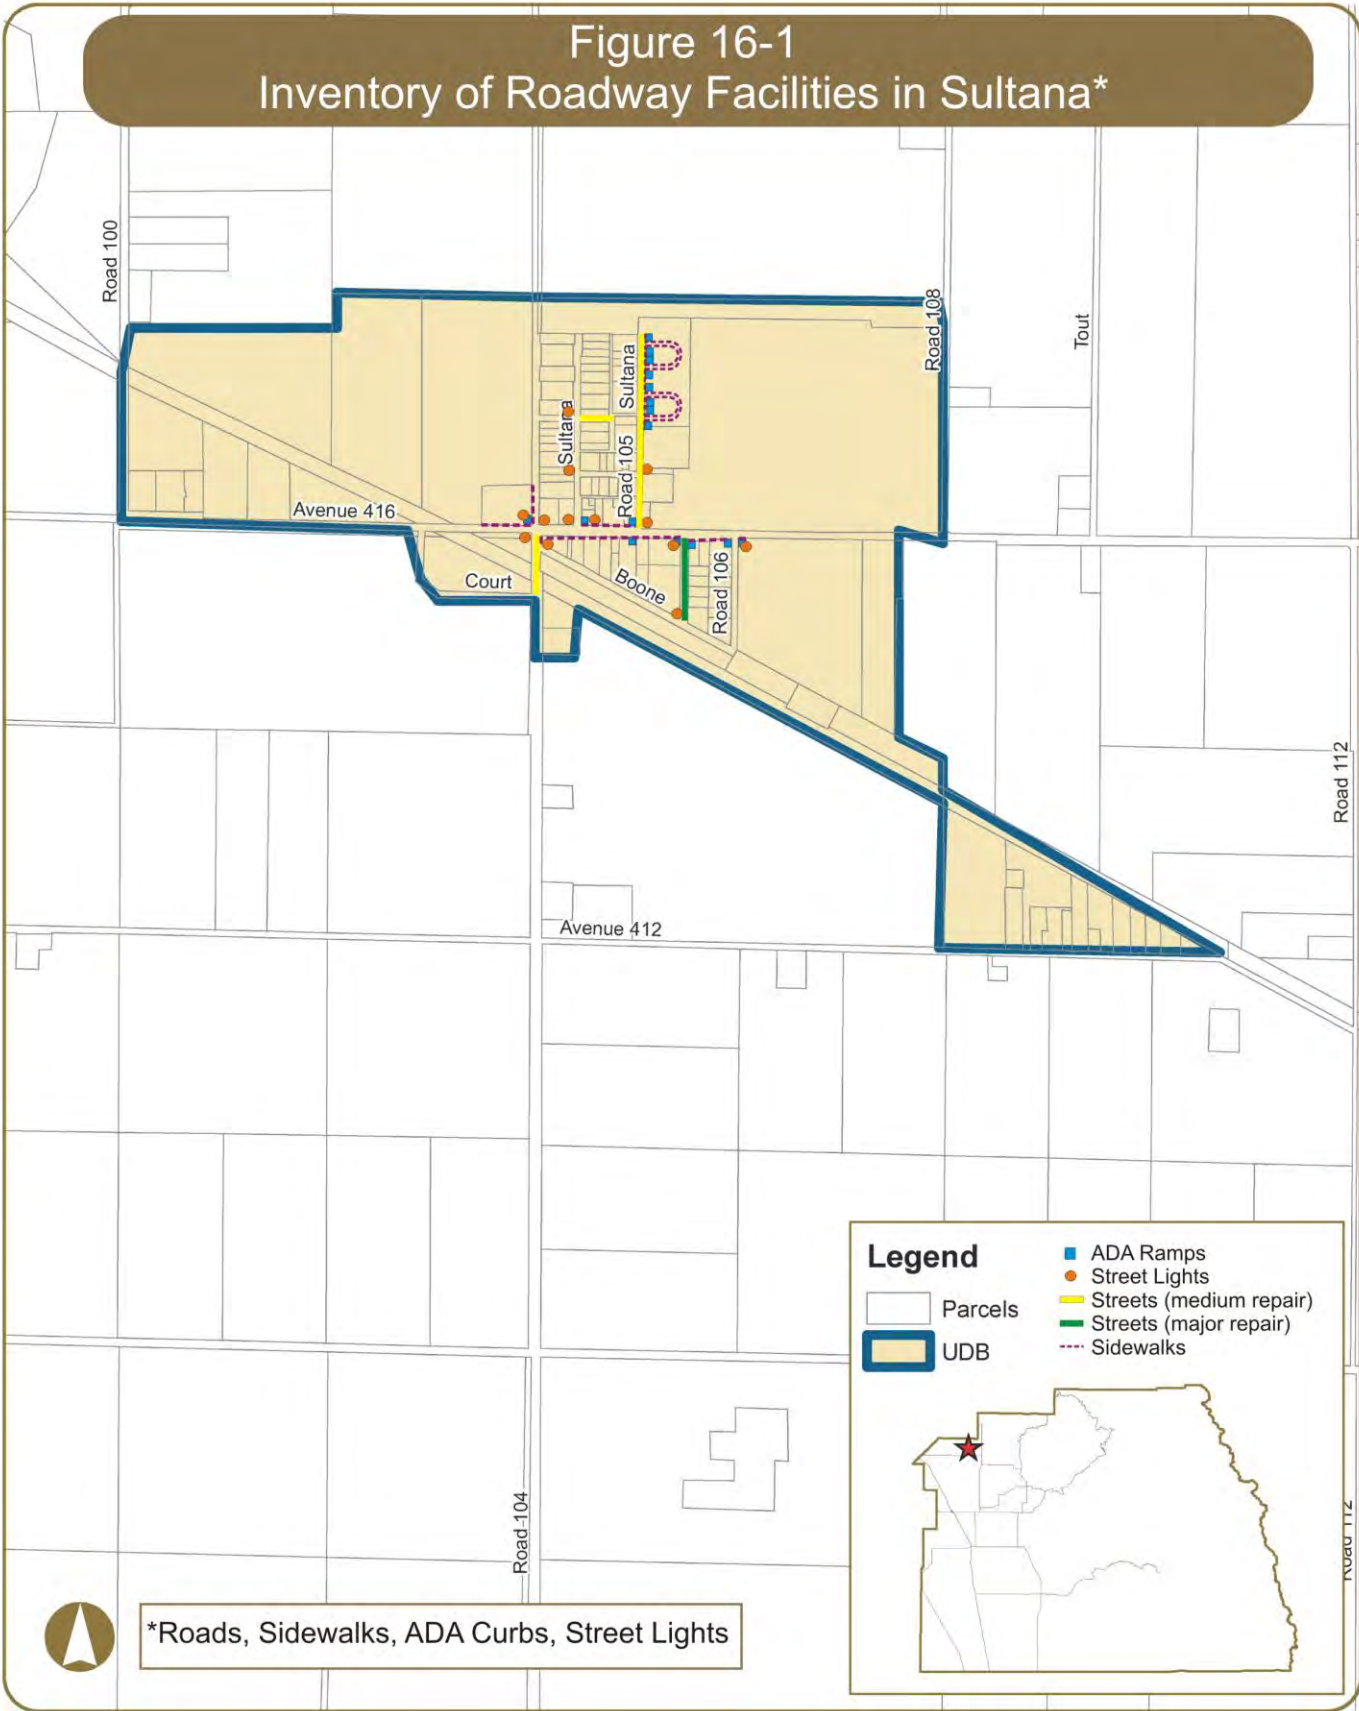 Figure 16-1
Inventory of Roadway Facilities in Sultana*
Road 100
Road 108
Tout
Sultana
Sultana
Road 105
Avenue 416
Court
Boone
Road 106
Road 112
Avenue 412
Road 104
Road 112
Legend
Parcels
UDB
ADA Ramps
Street Lights
Streets (medium repair)
Streets (major repair)
Sidewalks
*Roads, Sidewalks, ADA Curbs, Street Lights